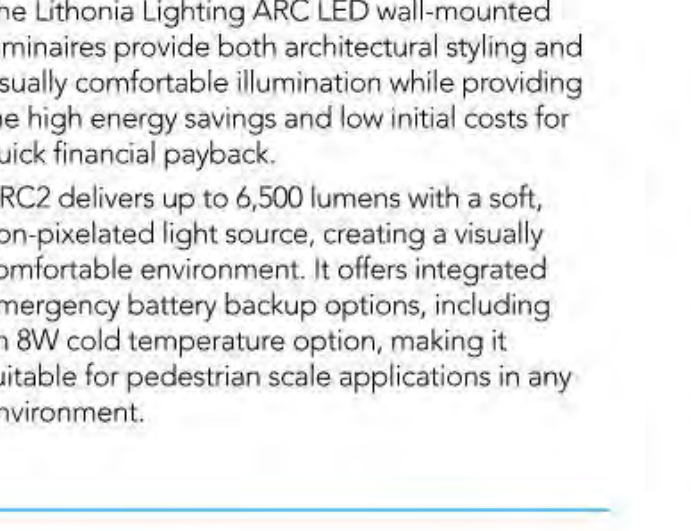 he Lithonia Lighting ARC LED wall-mounted
minaires provide both architectural styling and
sually comfortable illumination while providing
e high energy savings and low initial costs for
uick financial payback.
RC2 delivers up to 6,500 lumens with a soft,
on-pixelated light source, creating a visually
omfortable environment. It offers integrated
mergency battery backup options, including
n 8W cold temperature option, making it
uitable for pedestrian scale applications in any
nvironment.